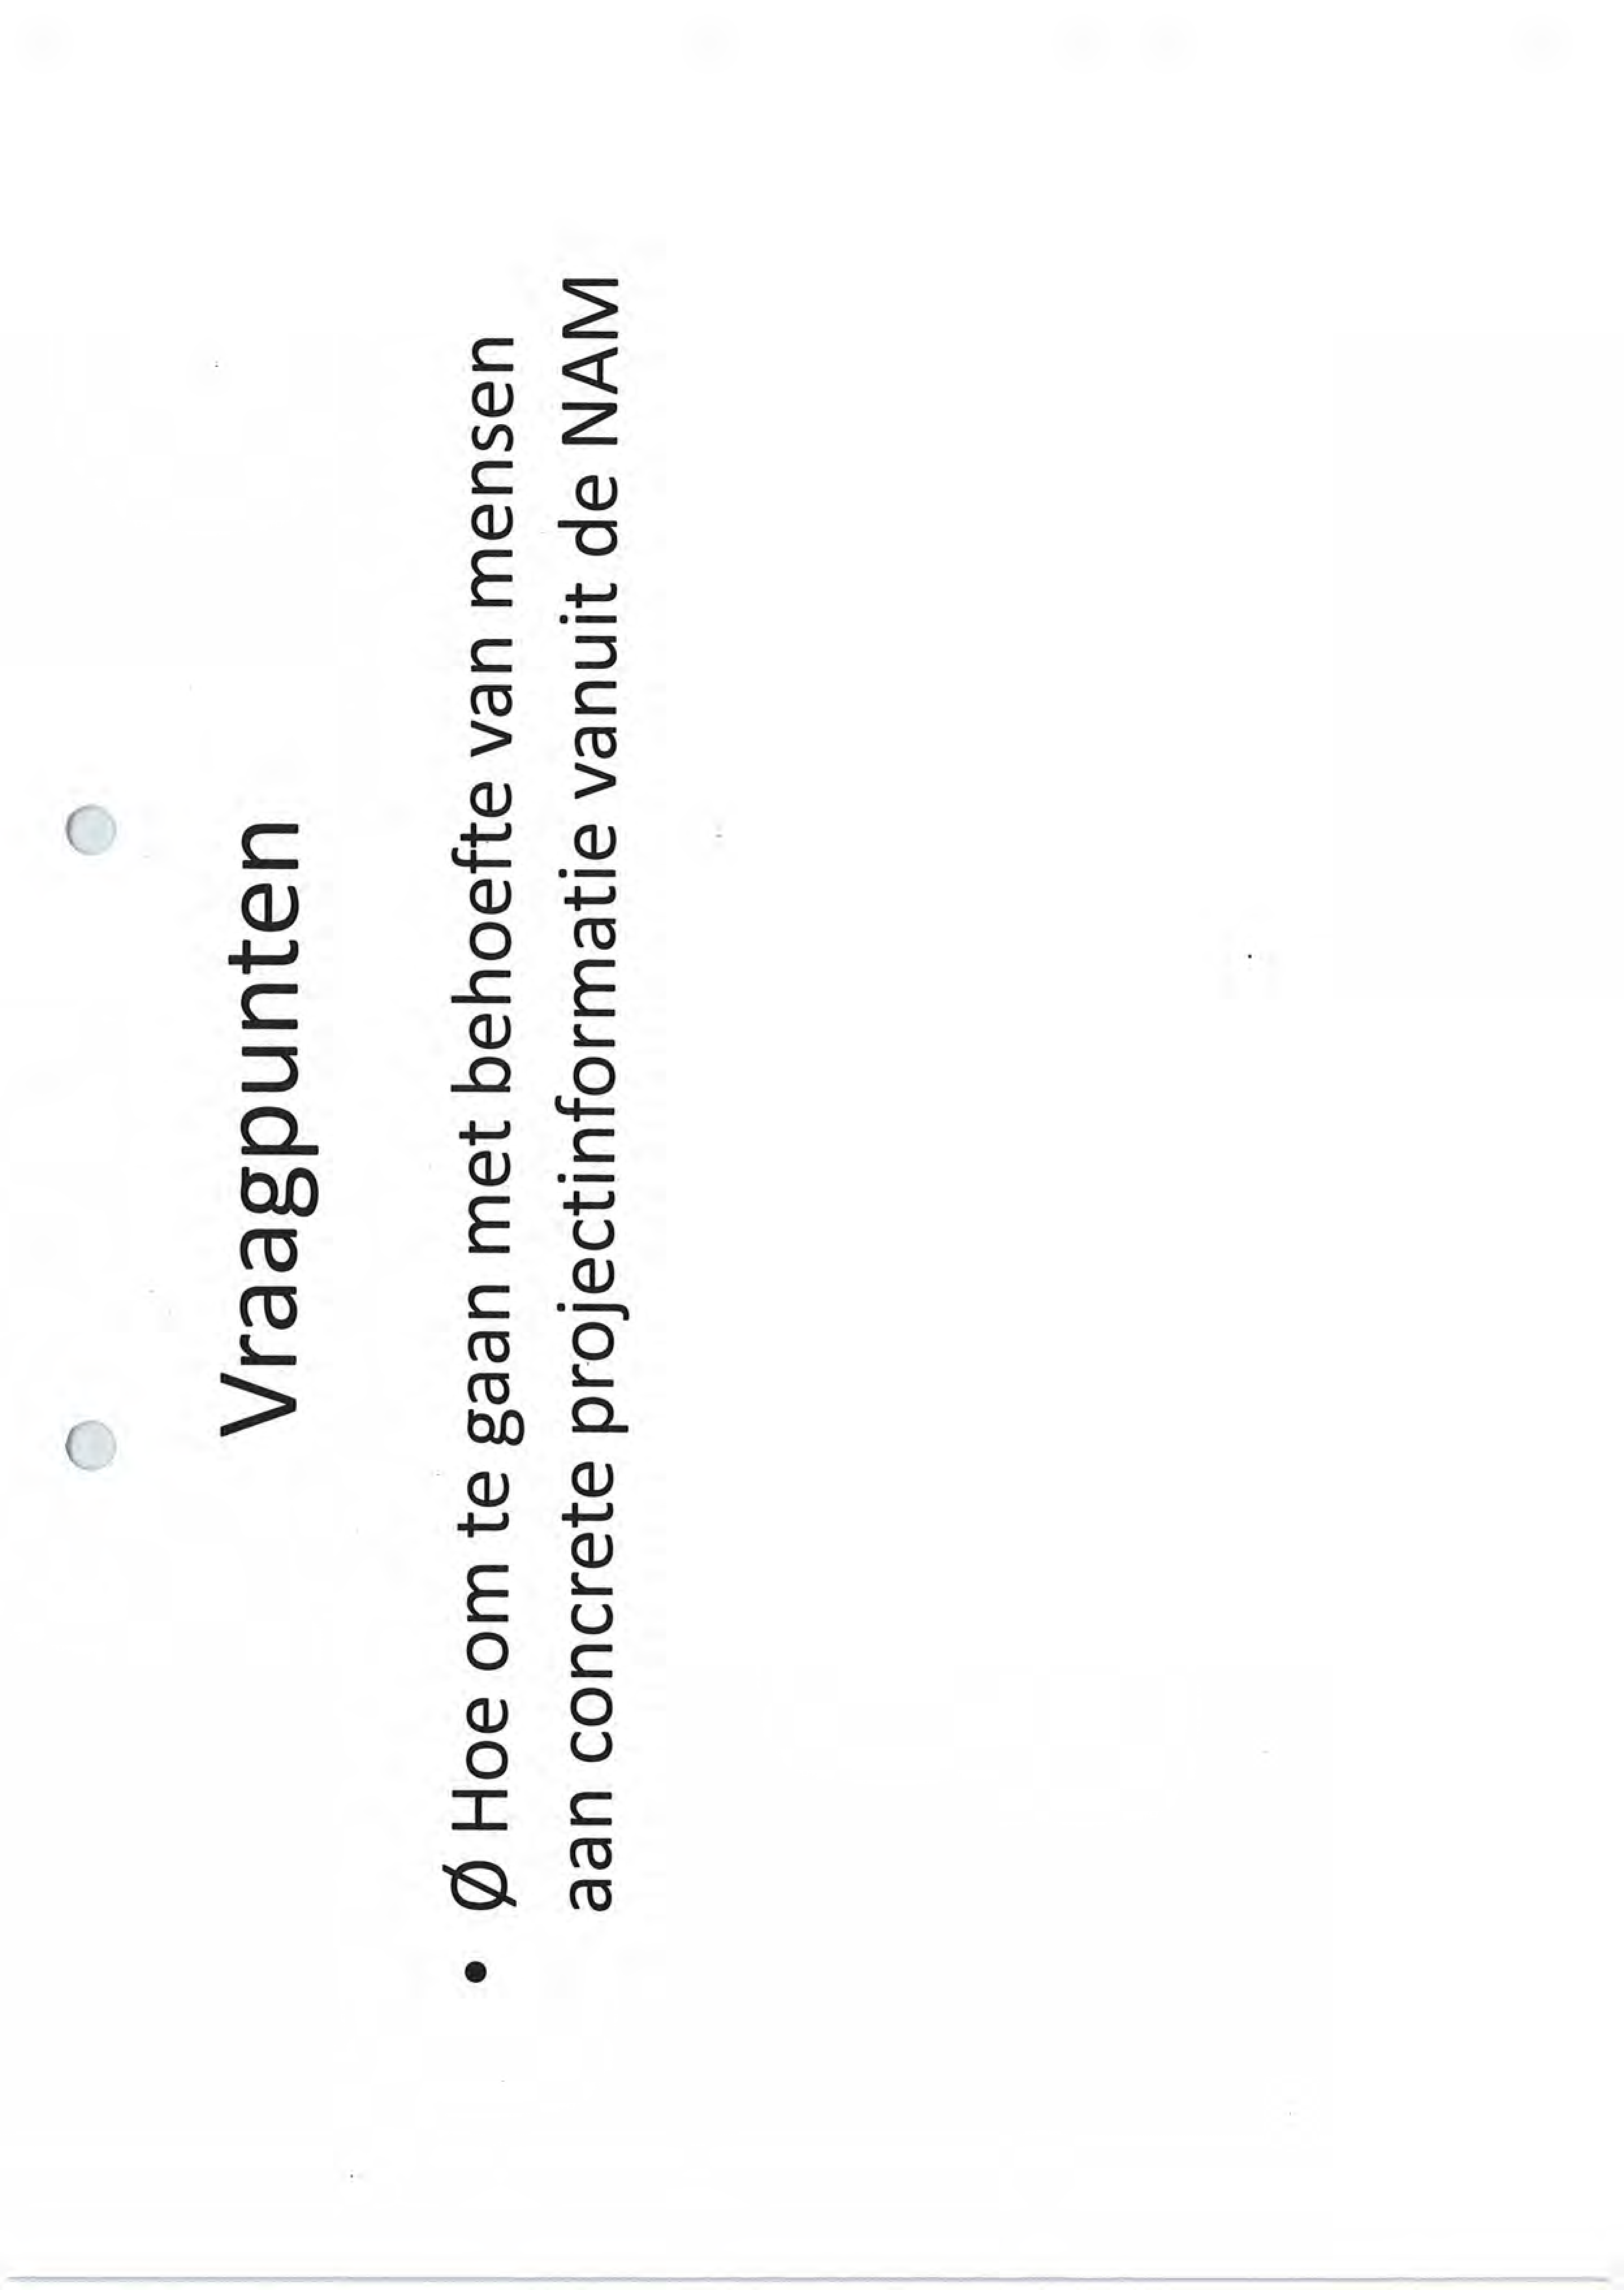 Vraagpunten
• Ø Hoe om te gaan met behoefte van mensen
aan concrete projectinformatie vanuit de NAM